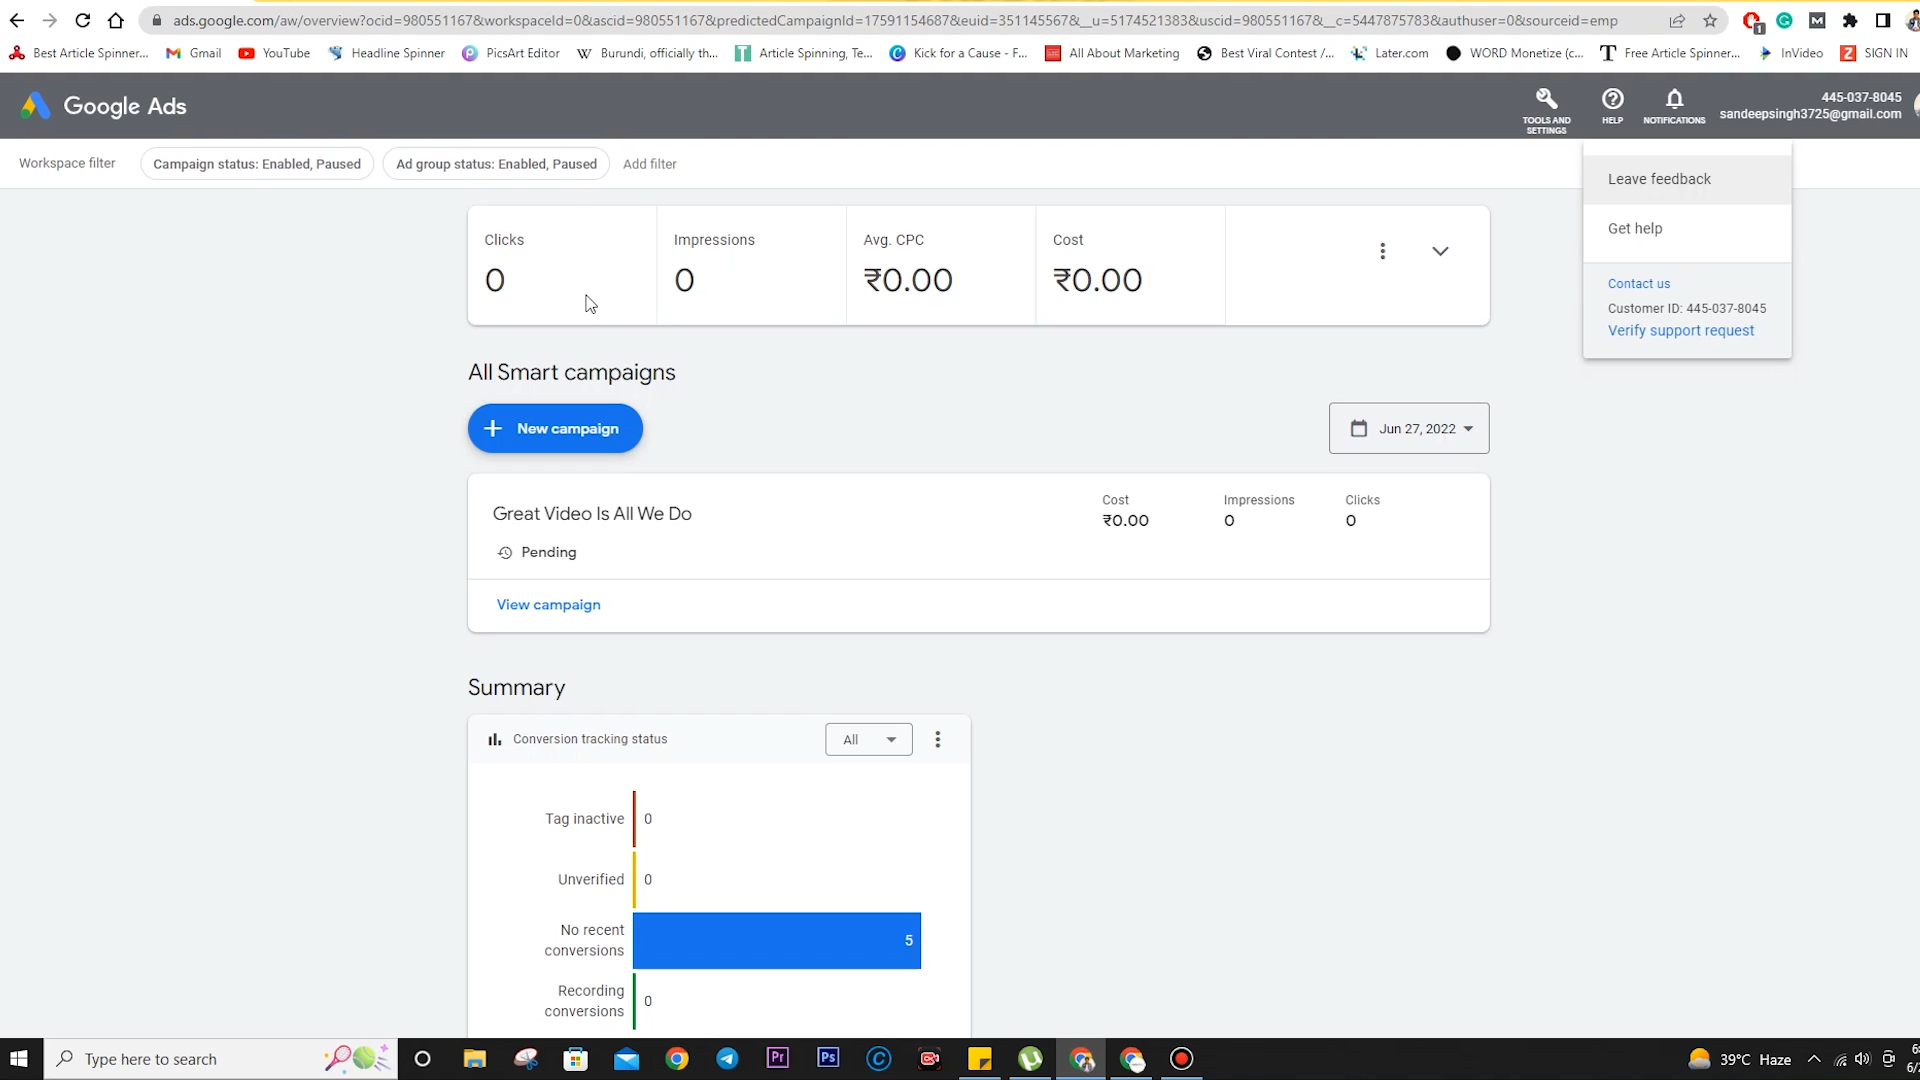 ads.google.com/aw/overview?ocid=980551167&workspaceId=0&ascid=980551167&predictedCampaignId=17591154687&euid=351145567&__u=5174521383&uscid=980551167&__c=5447875783&authuser=0&sourceid=emp
Best Article Spinner...
Gmail
YouTube
Headline Spinner
PicsArt Editor
Burundi, officially th...
Article Spinning, Te...
Kick for a Cause - F...
All About Marketing
Best Viral Contest /...
Later.com
WORD Monetize (c...
Free Article Spinner...
InVideo
SIGN IN
Google Ads
TOOLS AND
SETTINGS
HELP
NOTIFICATIONS
445-037-8045
sandeepsingh3725@gmail.com
Workspace filter
Campaign status: Enabled, Paused
Ad group status: Enabled, Paused
Add filter
Leave feedback
Get help
Contact us
Customer ID: 445-037-8045
Verify support request
Clicks
0
Impressions
0
Avg. CPC
₹0.00
Cost
₹0.00
All Smart campaigns
New campaign
Jun 27, 2022
Great Video Is All We Do
Pending
Cost
₹0.00
Impressions
0
Clicks
0
View campaign
Summary
Conversion tracking status
All
Tag inactive
0
Unverified
0
No recent
conversions
5
Recording
conversions
0
Type here to search
Pr
Ps
39°C Haze